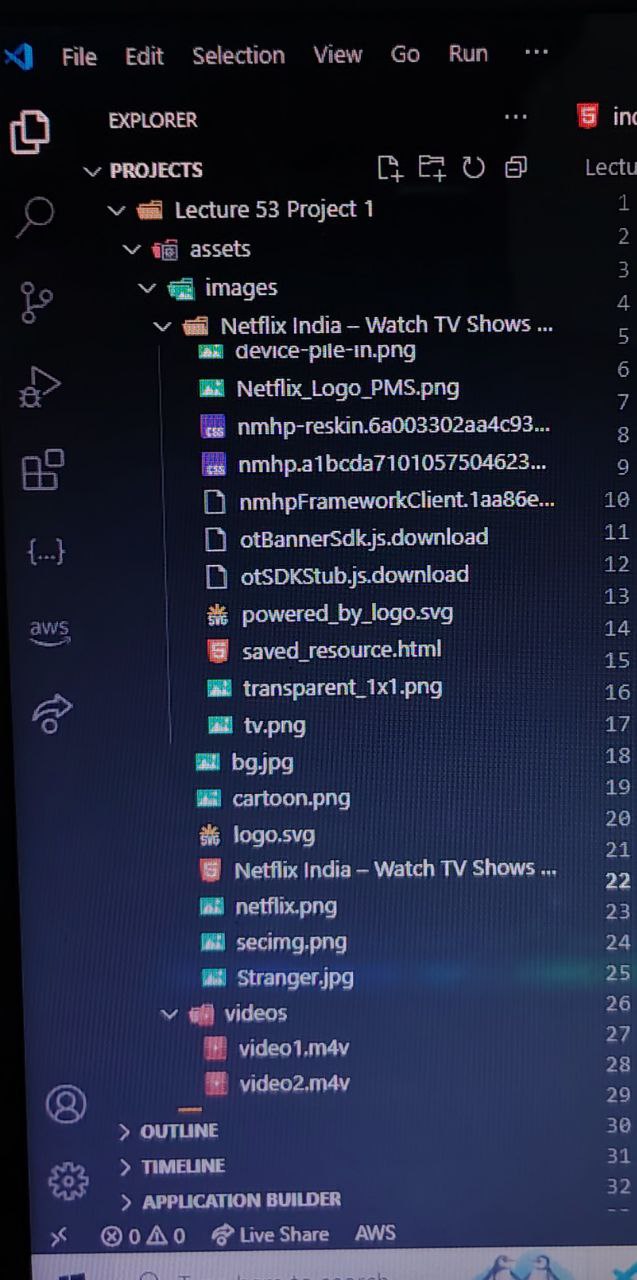 File Edit Selection View Go Run ...
EXPLORER ...
PROJECTS
Lecture 53 Project 1
assets
images
Netflix India – Watch TV Shows ...
device-pile-in.png
Netflix_Logo_PMS.png
nmhp-reskin.6a003302aa4c93...
nmhp.a1bcda7101057504623...
nmhpFrameworkClient.1aa86e...
otBannerSdk.js.download
otSDKStub.js.download
powered_by_logo.svg
saved_resource.html
transparent_1x1.png
tv.png
bg.jpg
cartoon.png
logo.svg
Netflix India – Watch TV Shows ...
netflix.png
secimg.png
Stranger.jpg
videos
video1.m4v
video2.m4v
OUTLINE
TIMELINE
APPLICATION BUILDER
0 0 Live Share AWS
aws
{...}
Lectu
1
2
3
4
5
6
7
8
9
10
11
12
13
14
15
16
17
18
19
20
21
22
23
24
25
26
27
28
29
30
31
32